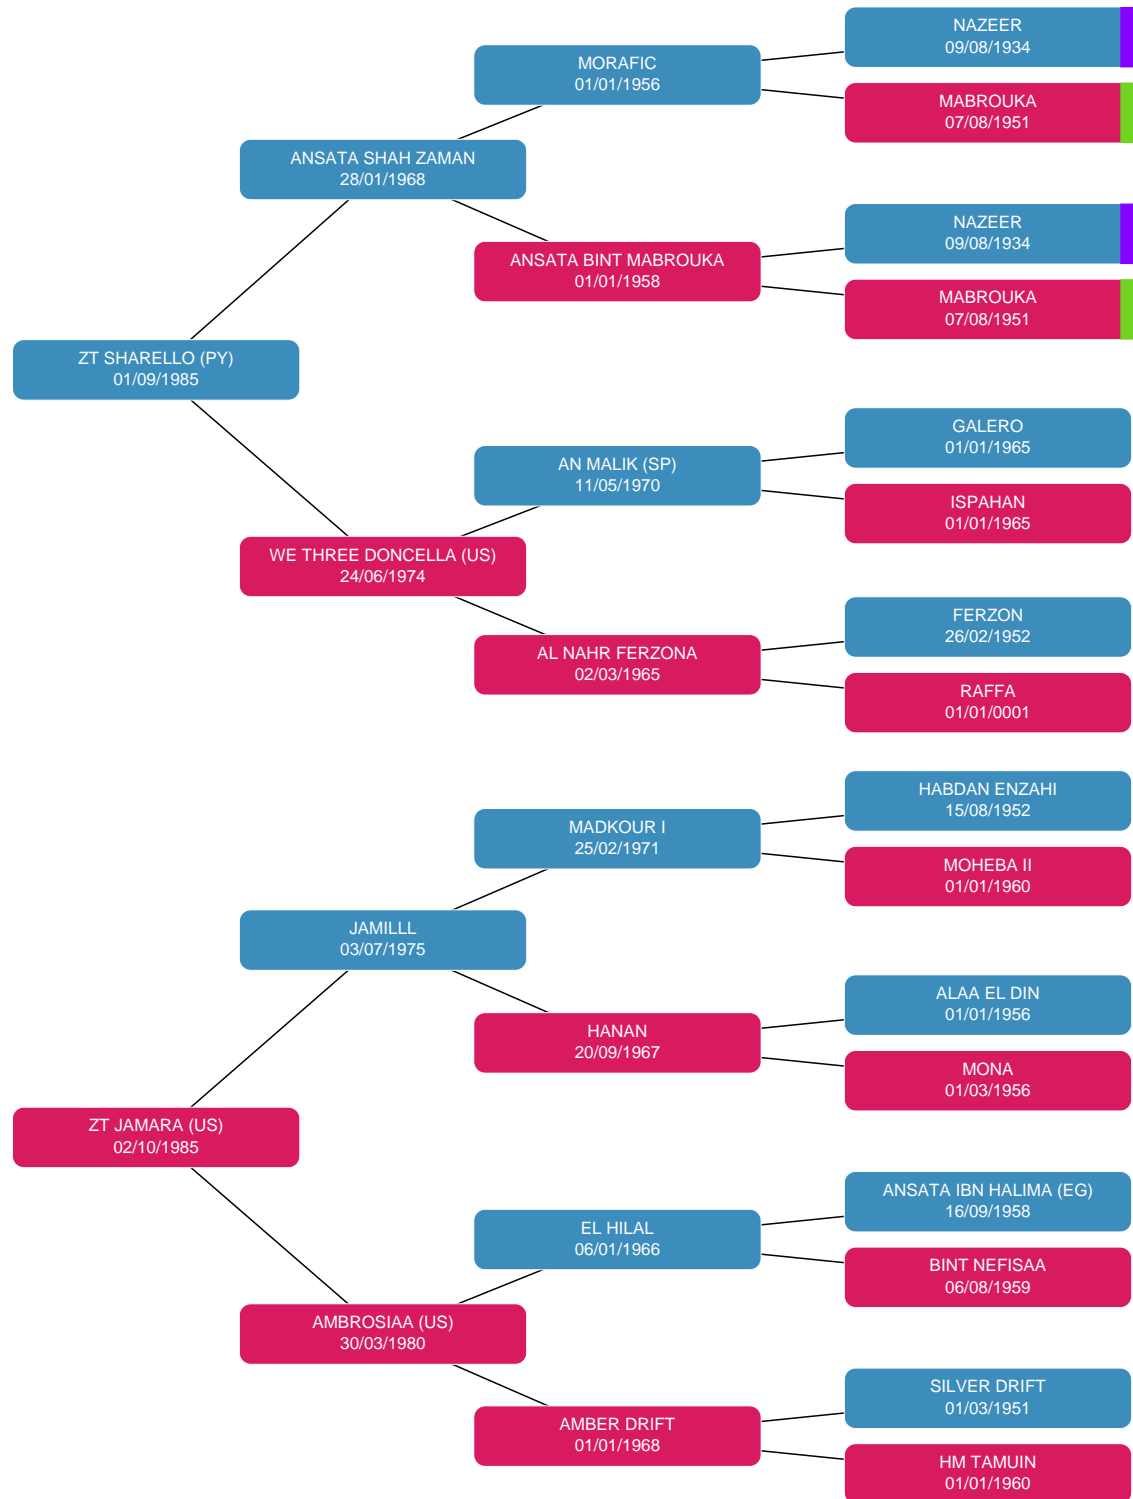 NAZEER
09/08/1934
MORAFIC
01/01/1956
MABROUKA
07/08/1951
ANSATA SHAH ZAMAN
28/01/1968
NAZEER
09/08/1934
ANSATA BINT MABROUKA
01/01/1958
MABROUKA
07/08/1951
ZT SHARELLO (PY)
01/09/1985
GALERO
01/01/1965
AN MALIK (SP)
11/05/1970
ISPAHAN
01/01/1965
WE THREE DONCELLA (US)
24/06/1974
FERZON
26/02/1952
AL NAHR FERZONA
02/03/1965
RAFFA
01/01/0001
HABDAN ENZAHI
15/08/1952
MADKOUR I
25/02/1971
MOHEBA II
01/01/1960
JAMILLL
03/07/1975
ALAA EL DIN
01/01/1956
HANAN
20/09/1967
MONA
01/03/1956
ZT JAMARA (US)
02/10/1985
ANSATA IBN HALIMA (EG)
16/09/1958
EL HILAL
06/01/1966
BINT NEFISAA
06/08/1959
AMBROSIAA (US)
30/03/1980
SILVER DRIFT
01/03/1951
AMBER DRIFT
01/01/1968
HM TAMUIN
01/01/1960